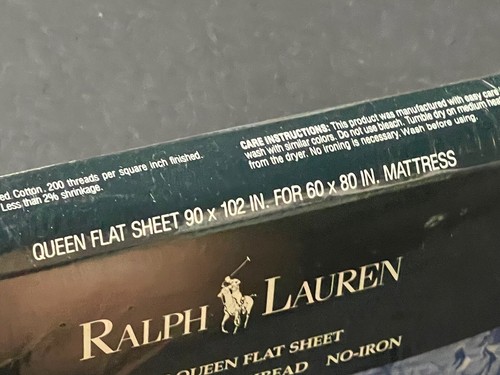 ed Cotton. 200 threads per square inch finished.
Less than 2% shrinkage.
CARE INSTRUCTIONS: This product was manufactured with easy care
wash with similar colors. Do not use bleach. Tumble dry on medium
from the dryer. No ironing is necessary. Wash before using.
QUEEN FLAT SHEET 90 x 102 IN. FOR 60 x 80 IN. MATTRESS
RALPH LAUREN
QUEEN FLAT SHEET
READ NO-IRON